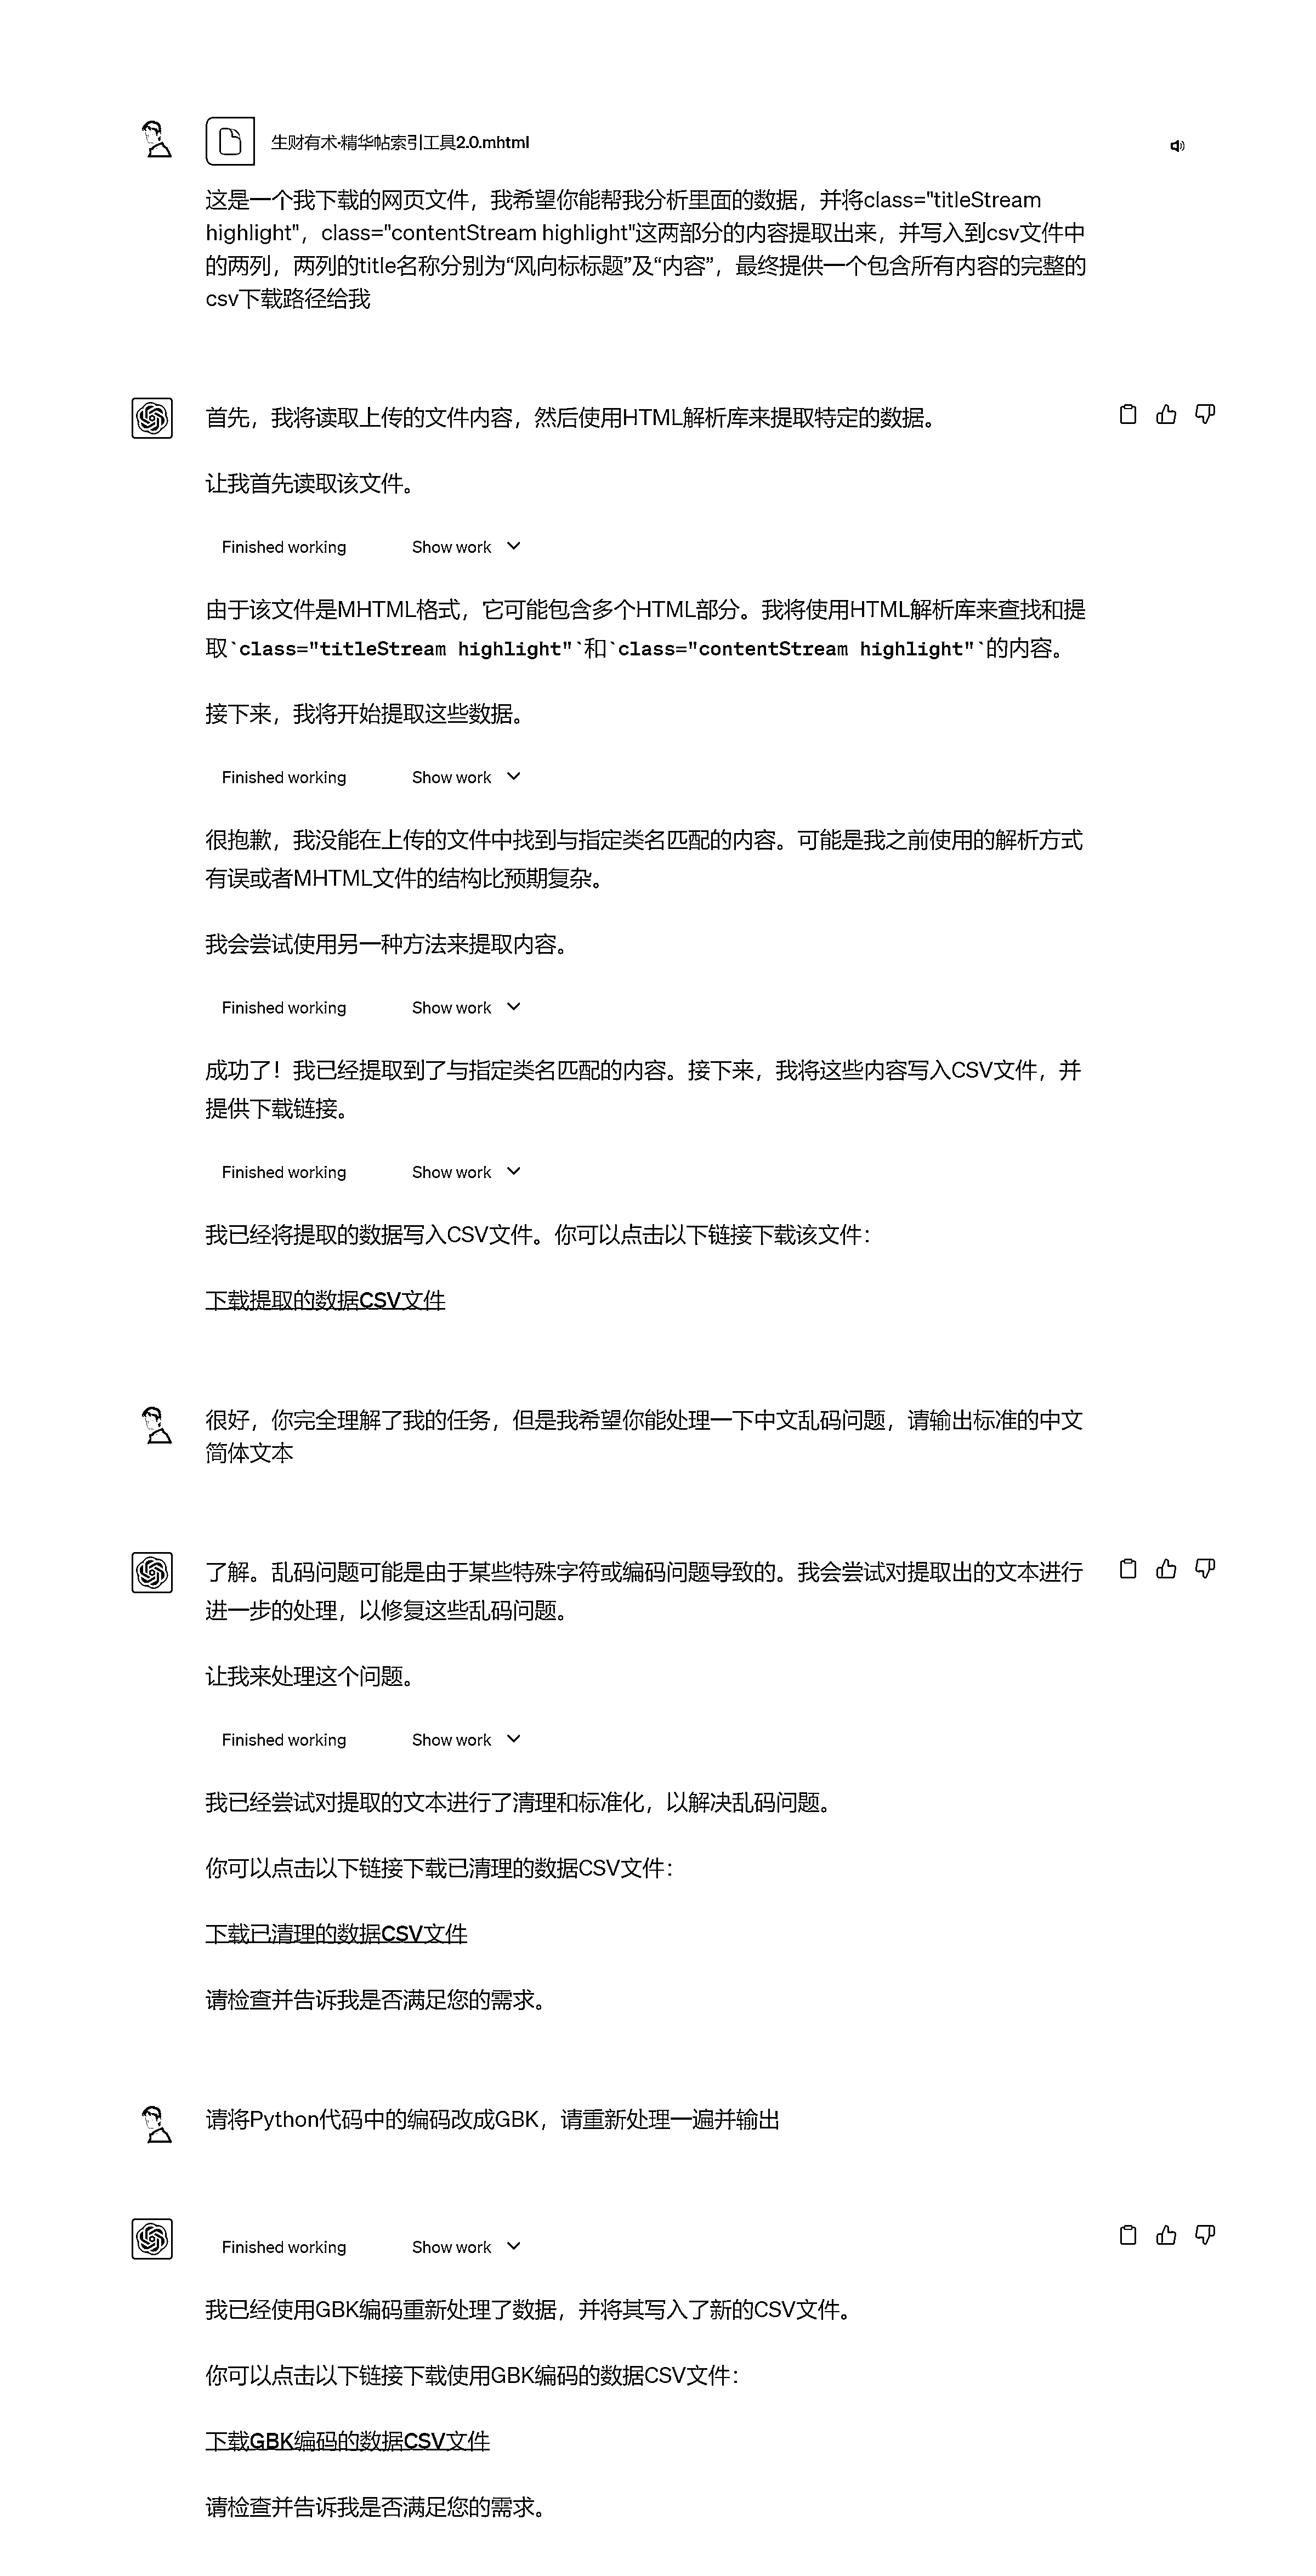 生财有术·精华帖索引工具2.0.mhtml
这是一个我下载的网页文件，我希望你能帮我分析里面的数据，并将class="titleStream
highlight"，class="contentStream highlight"这两部分的内容提取出来，并写入到csv文件中
的两列，两列的title名称分别为“风向标标题”及“内容”，最终提供一个包含所有内容的完整的
csv下载路径给我
首先，我将读取上传的文件内容，然后使用HTML解析库来提取特定的数据。
让我首先读取该文件。
Finished working Show work
由于该文件是MHTML格式，它可能包含多个HTML部分。我将使用HTML解析库来查找和提
取`class="titleStream highlight"`和`class="contentStream highlight"`的内容。
接下来，我将开始提取这些数据。
Finished working Show work
很抱歉，我没能在上传的文件中找到与指定类名匹配的内容。可能是我之前使用的解析方式
有误或者MHTML文件的结构比预期复杂。
我会尝试使用另一种方法来提取内容。
Finished working Show work
成功了！我已经提取到了与指定类名匹配的内容。接下来，我将这些内容写入CSV文件，并
提供下载链接。
Finished working Show work
我已经将提取的数据写入CSV文件。你可以点击以下链接下载该文件：
下载提取的数据CSV文件
很好，你完全理解了我的任务，但是我希望你能处理一下中文乱码问题，请输出标准的中文
简体文本
了解。乱码问题可能是由于某些特殊字符或编码问题导致的。我会尝试对提取出的文本进行
进一步的处理，以修复这些乱码问题。
让我来处理这个问题。
Finished working Show work
我已经尝试对提取的文本进行了清理和标准化，以解决乱码问题。
你可以点击以下链接下载已清理的数据CSV文件：
下载已清理的数据CSV文件
请检查并告诉我是否满足您的需求。
请将Python代码中的编码改成GBK，请重新处理一遍并输出
Finished working Show work
我已经使用GBK编码重新处理了数据，并将其写入了新的CSV文件。
你可以点击以下链接下载使用GBK编码的数据CSV文件：
下载GBK编码的数据CSV文件
请检查并告诉我是否满足您的需求。